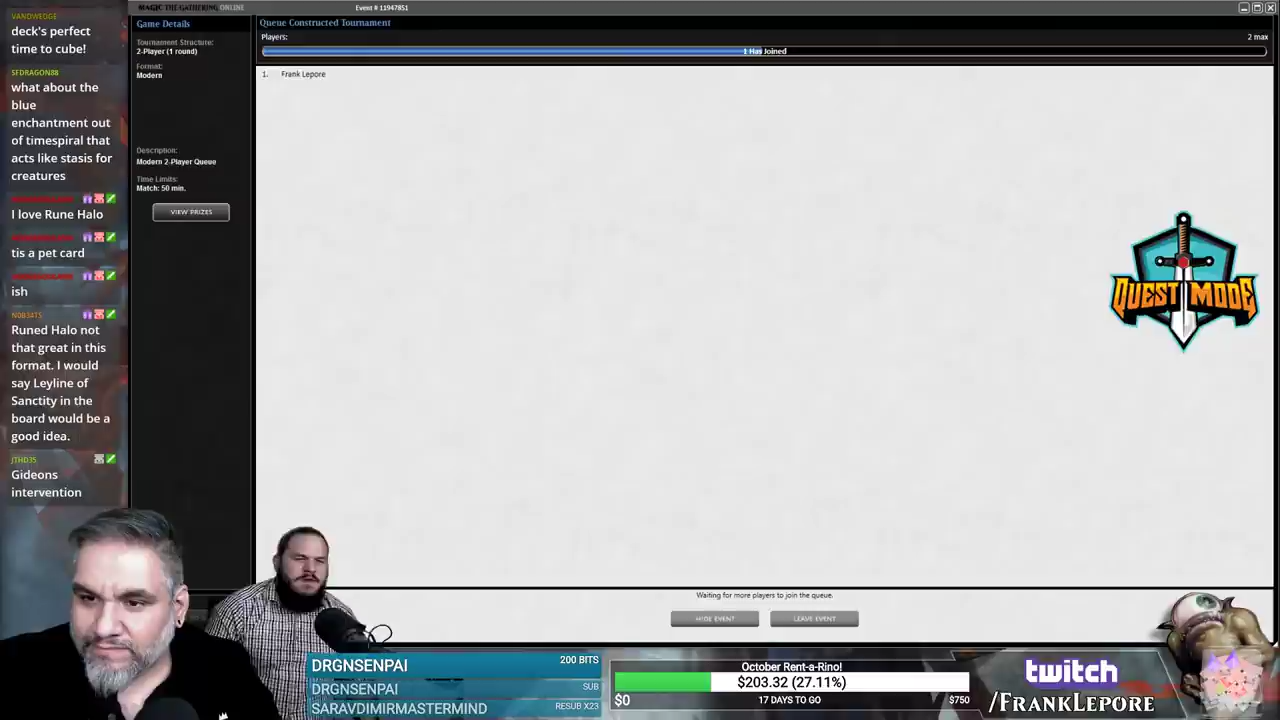 VANOWEDGE
deck's perfect
time to cube!
SFDRAGON88
what about the
blue
enchantment out
of timespiral that
acts like stasis for
creatures
I love Rune Halo
tis a pet card
ish
N0B34TS
Runed Halo not
that great in this
format. I would
say Leyline of
Sanctity in the
board would be a
good idea.
JTHD35
Gideons
intervention
MAGIC THE GATHERING ONLINE
Event # 11947851
Game Details
Tournament Structure:
2-Player (1 round)
Format:
Modern
Description:
Modern 2-Player Queue
Time Limits:
Match: 50 min.
VIEW PRIZES
Queue Constructed Tournament
Players:
2 max
1 Has Joined
1. Frank Lepore
QUEST MODE
Waiting for more players to join the queue.
HIDE EVENT
LEAVE EVENT
DRGNSENPAI 200 BITS
DRGNSENPAI SUB
SARAVDIMIRMASTERMIND RESUB X23
October Rent-a-Rino!
$203.32 (27.11%)
$0 17 DAYS TO GO $750
twitch
/FRANKLEPORE